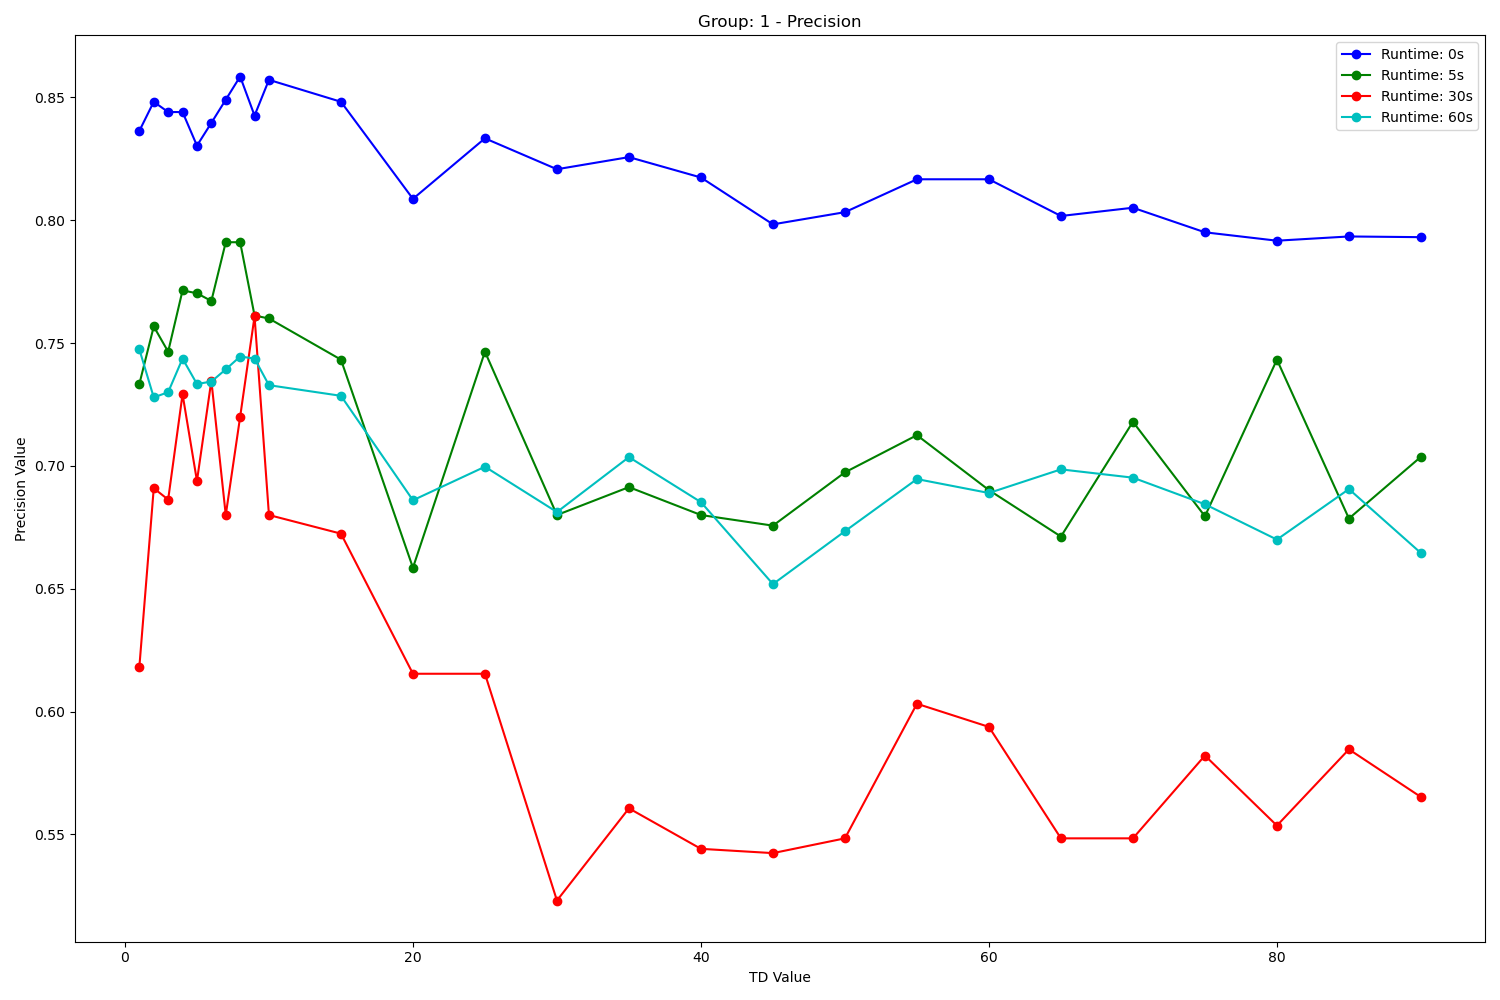 Group: 1 - Precision
Runtime: 0s
Runtime: 5s
Runtime: 30s
Runtime: 60s
Precision Value
0.85
0.80
0.75
0.70
0.65
0.60
0.55
0 20 40 60 80
TD Value